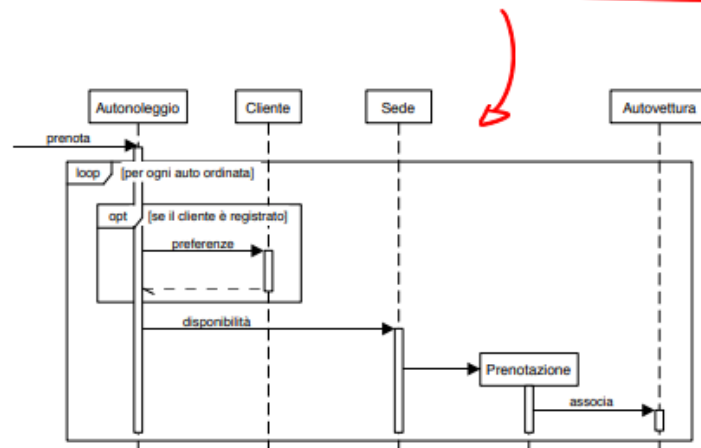 Autonoleggio
Cliente
Sede
Autovettura
prenota
loop
[per ogni auto ordinata]
opt
[se il cliente è registrato]
preferenze
disponibilità
Prenotazione
associa